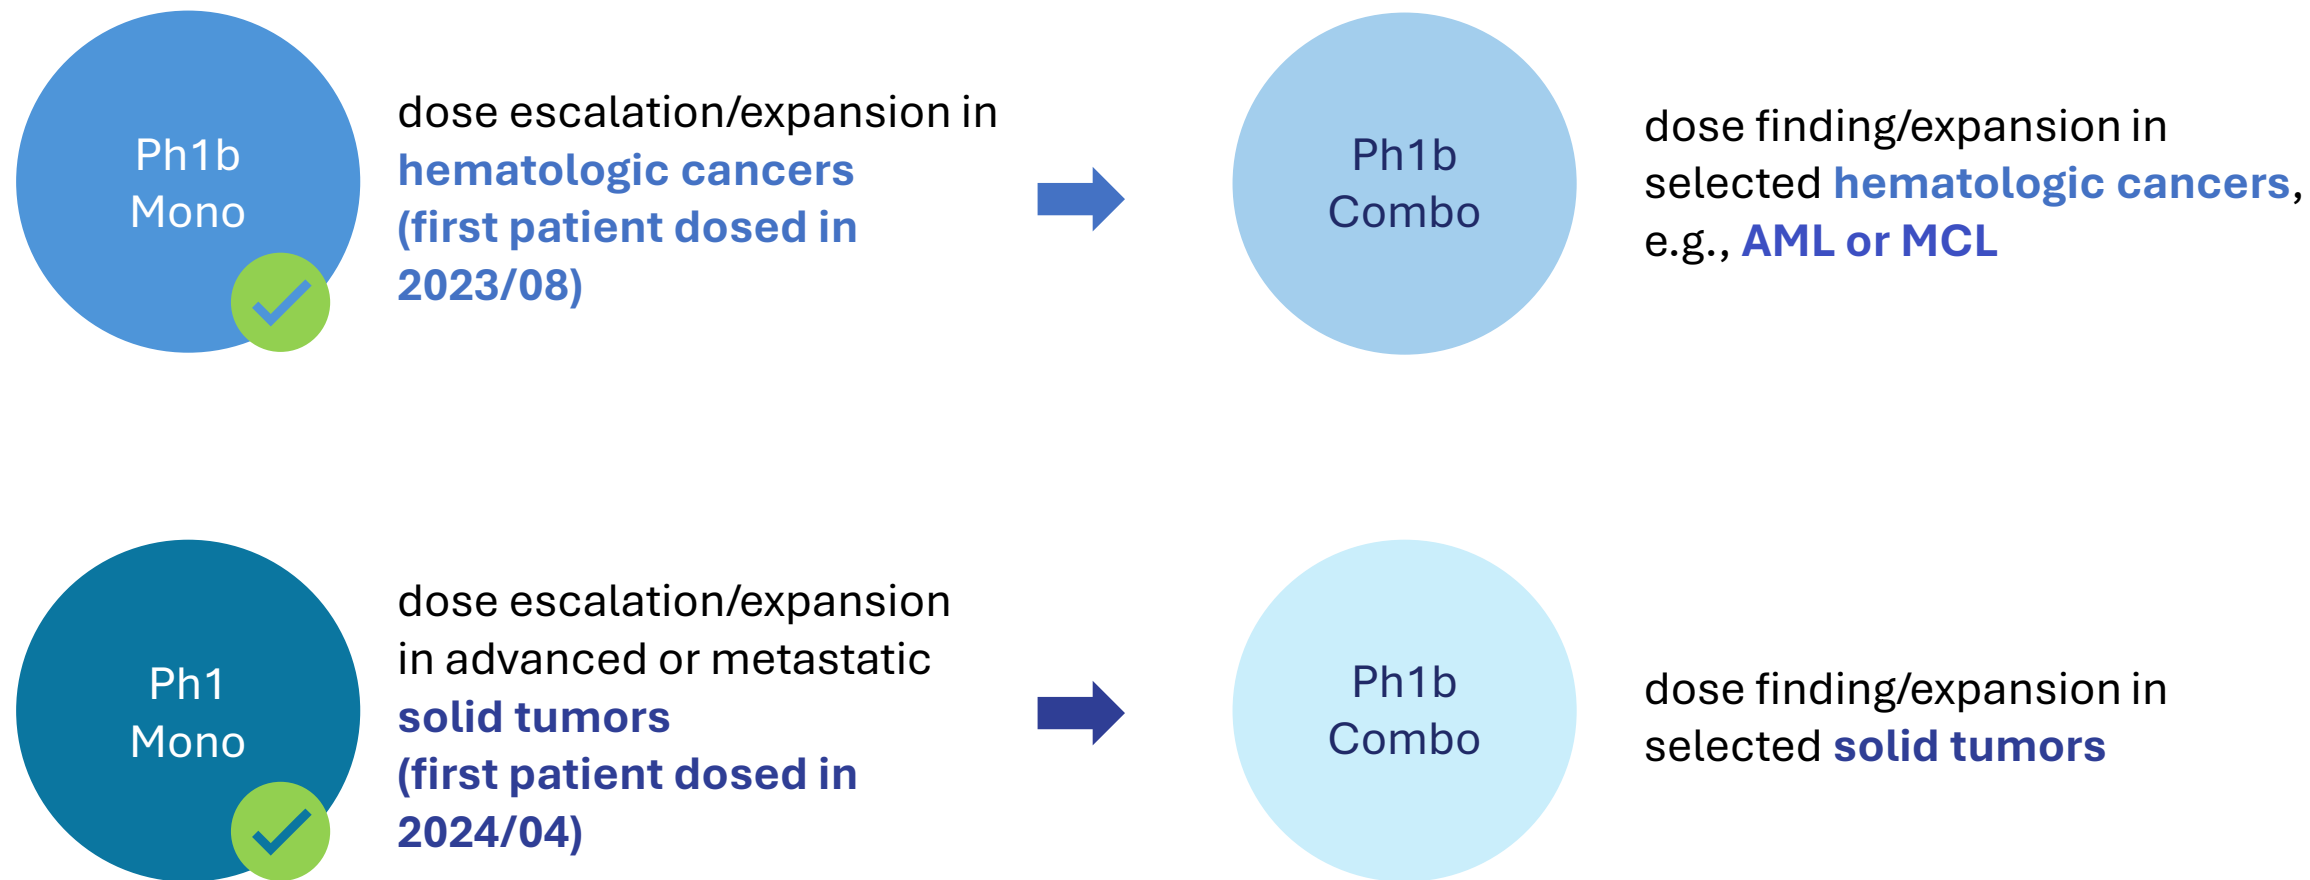 Ph1b
Mono
dose escalation/expansion in
hematologic cancers
(first patient dosed in
2023/08)
Ph1b
Combo
dose finding/expansion in
selected hematologic cancers,
e.g., AML or MCL
Ph1
Mono
dose escalation/expansion
in advanced or metastatic
solid tumors
(first patient dosed in
2024/04)
Ph1b
Combo
dose finding/expansion in
selected solid tumors